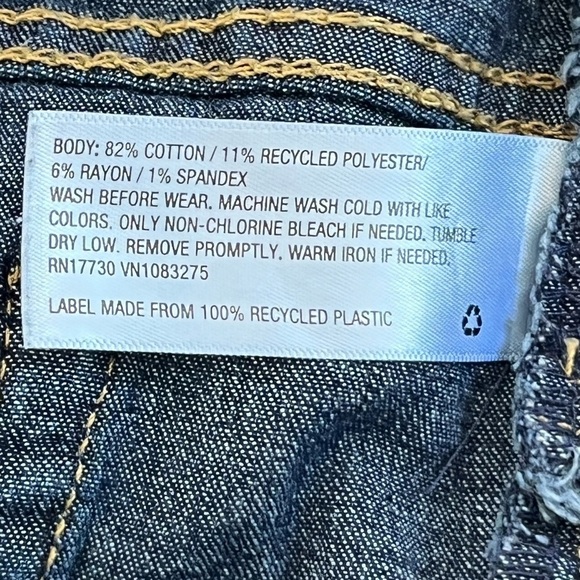 BODY: 82% COTTON / 11% RECYCLED POLYESTER/
6% RAYON / 1% SPANDEX
WASH BEFORE WEAR. MACHINE WASH COLD WITH LIKE
COLORS. ONLY NON-CHLORINE BLEACH IF NEEDED. TUMBLE
DRY LOW. REMOVE PROMPTLY. WARM IRON IF NEEDED.
RN17730 VN1083275
LABEL MADE FROM 100% RECYCLED PLASTIC